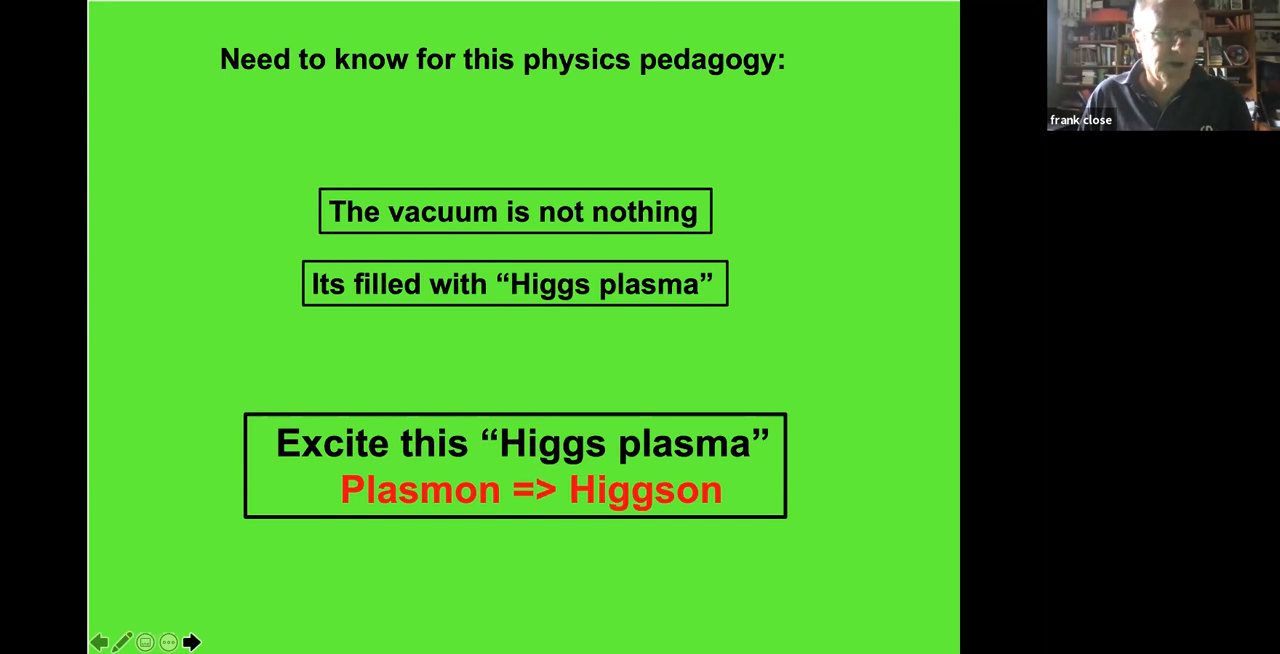 Need to know for this physics pedagogy:
The vacuum is not nothing
Its filled with “Higgs plasma”
Excite this “Higgs plasma”
Plasmon => Higgson
frank close